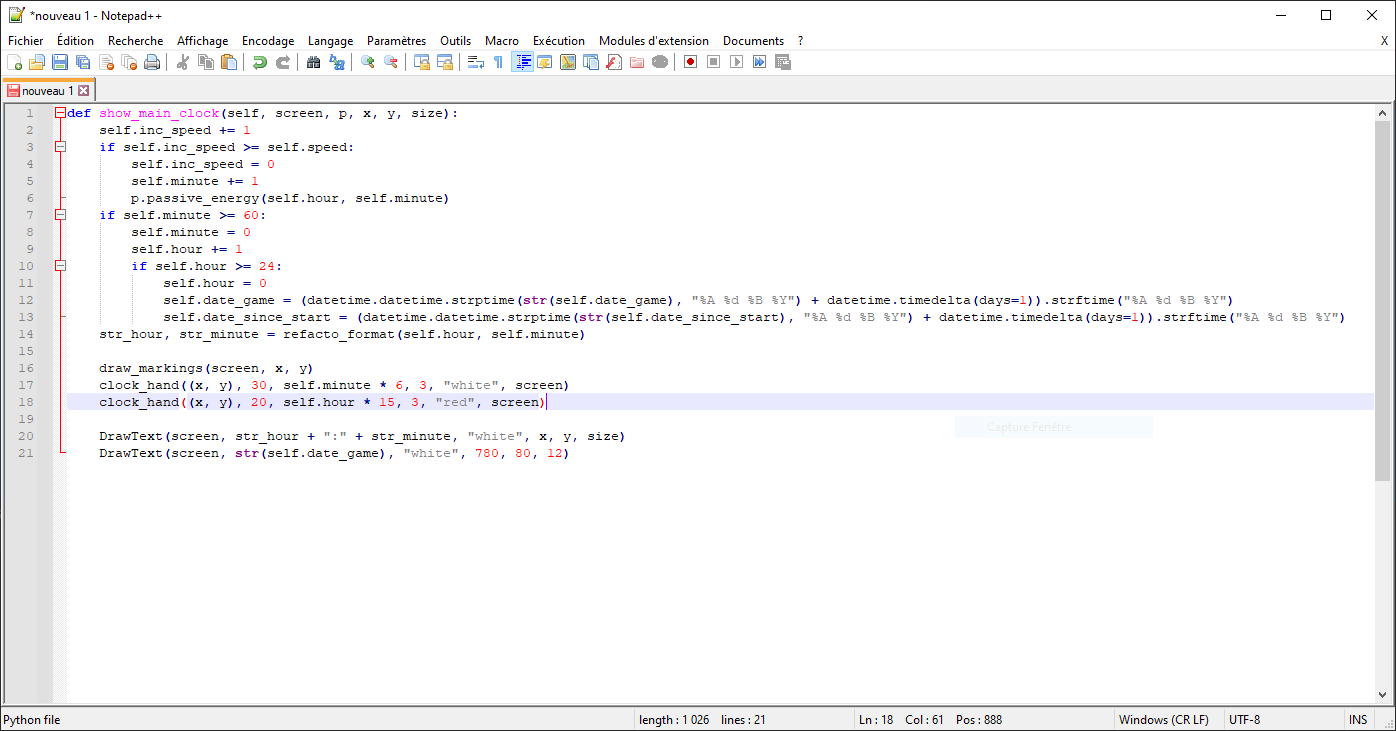 *nouveau 1 - Notepad++
Fichier Édition Recherche Affichage Encodage Langage Paramètres Outils Macro Exécution Modules d'extension Documents ? X
nouveau 1
1 def show_main_clock(self, screen, p, x, y, size):
2 self.inc_speed += 1
3 if self.inc_speed >= self.speed:
4 self.inc_speed = 0
5 self.minute += 1
6 p.passive_energy(self.hour, self.minute)
7 if self.minute >= 60:
8 self.minute = 0
9 self.hour += 1
10 if self.hour >= 24:
11 self.hour = 0
12 self.date_game = (datetime.datetime.strptime(str(self.date_game), "%A %d %B %Y") + datetime.timedelta(days=1)).strftime("%A %d %B %Y")
13 self.date_since_start = (datetime.datetime.strptime(str(self.date_since_start), "%A %d %B %Y") + datetime.timedelta(days=1)).strftime("%A %d %B %Y")
14 str_hour, str_minute = refacto_format(self.hour, self.minute)
15
16 draw_markings(screen, x, y)
17 clock_hand((x, y), 30, self.minute * 6, 3, "white", screen)
18 clock_hand((x, y), 20, self.hour * 15, 3, "red", screen)
19
Capture Fenêtre
20 DrawText(screen, str_hour + ":" + str_minute, "white", x, y, size)
21 DrawText(screen, str(self.date_game), "white", 780, 80, 12)
Python file length : 1 026 lines : 21 Ln : 18 Col : 61 Pos : 888 Windows (CR LF) UTF-8 INS